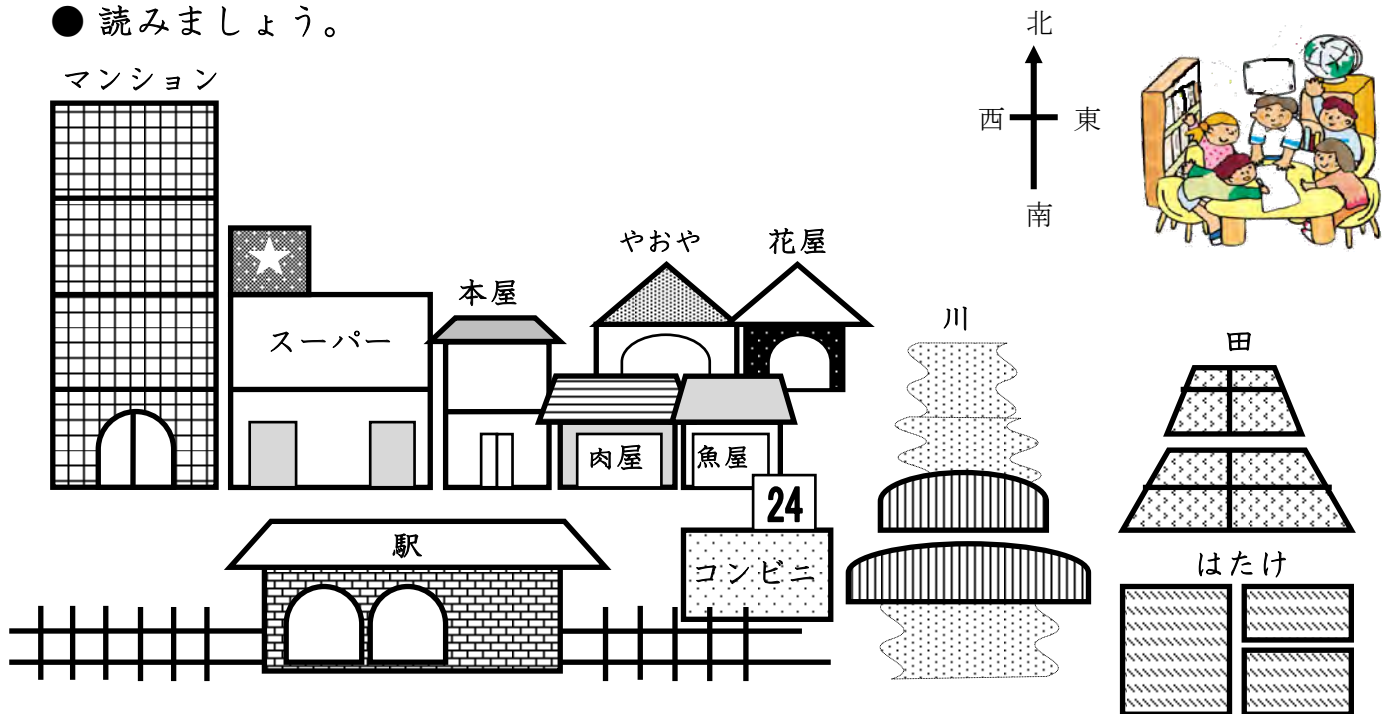 ● 読みましょう。
北
西 東
南
マンション
やおや
花屋
本屋
スーパー
川
田
肉屋
魚屋
24
駅
コンビニ
はたけ